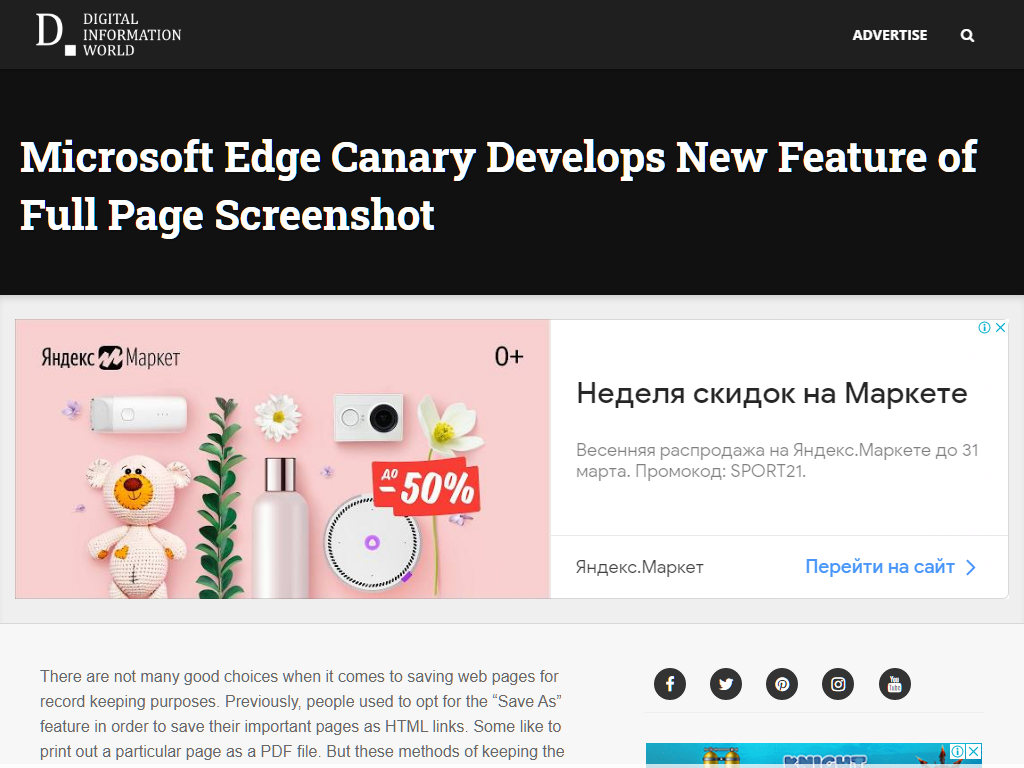 D.
DIGITAL
INFORMATION
WORLD
ADVERTISE
Microsoft Edge Canary Develops New Feature of
Full Page Screenshot
Яндекс Маркет
0+
до
-50%
Неделя скидок на Маркете
Весенняя распродажа на Яндекс.Маркете до 31
марта. Промокод: SPORT21.
Яндекс.Маркет
Перейти на сайт
There are not many good choices when it comes to saving web pages for
record keeping purposes. Previously, people used to opt for the “Save As”
feature in order to save their important pages as HTML links. Some like to
print out a particular page as a PDF file. But these methods of keeping the
You
Tube
KNIGHT